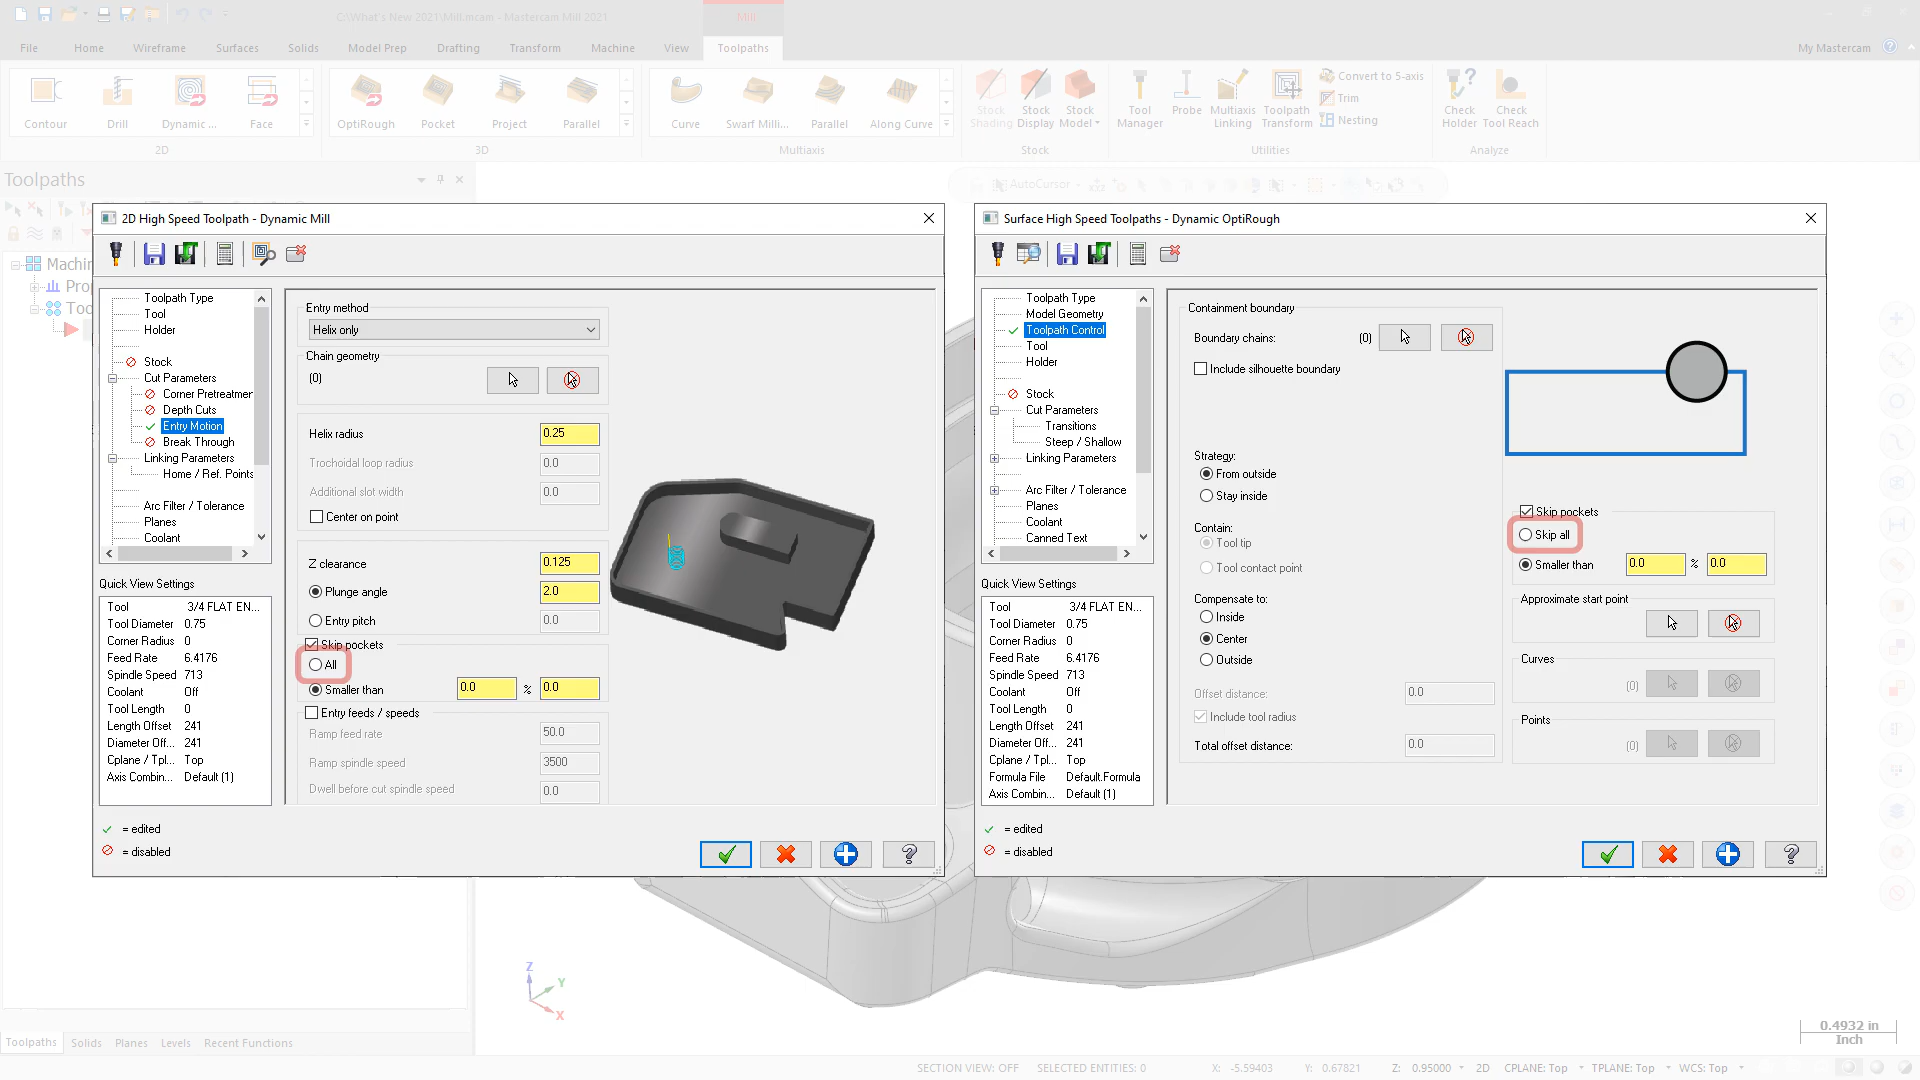 C:\What's New 2021\Mill.mcam - Mastercam Mill 2021
Mill
File Home Wireframe Surfaces Solids Model Prep Drafting Transform Machine View Toolpaths
My Mastercam
Contour Drill Dynamic ... Face
2D
OptiRough Pocket Project Parallel
3D
Curve Swarf Milli... Parallel Along Curve
Multiaxis
Stock Shading
Stock Display
Stock Model
Stock
Tool Manager
Probe
Multiaxis Linking
Toolpath Transform
Convert to 5-axis
Trim
Nesting
Utilities
Check Holder
Check Tool Reach
Analyze
Toolpaths
AutoCursor
Machin
Pro
Too
2D High Speed Toolpath - Dynamic Mill
Toolpath Type
Tool
Holder
Stock
Cut Parameters
Corner Pretreatmer
Depth Cuts
Entry Motion
Break Through
Linking Parameters
Home / Ref. Points
Arc Filter / Tolerance
Planes
Coolant
Quick View Settings
Tool 3/4 FLAT EN...
Tool Diameter 0.75
Corner Radius 0
Feed Rate 6.4176
Spindle Speed 713
Coolant Off
Tool Length 0
Length Offset 241
Diameter Off... 241
Cplane / Tpl... Top
Axis Combin... Default (1)
= edited
= disabled
Entry method
Helix only
Chain geometry
(0)
Helix radius 0.25
Trochoidal loop radius 0.0
Additional slot width 0.0
Center on point
Z clearance 0.125
Plunge angle 2.0
Entry pitch 0.0
Skip pockets
All
Smaller than 0.0 % 0.0
Entry feeds / speeds
Ramp feed rate 50.0
Ramp spindle speed 3500
Dwell before cut spindle speed 0.0
Surface High Speed Toolpaths - Dynamic OptiRough
Toolpath Type
Model Geometry
Toolpath Control
Tool
Holder
Stock
Cut Parameters
Transitions
Steep / Shallow
Linking Parameters
Arc Filter / Tolerance
Planes
Coolant
Canned Text
Quick View Settings
Tool 3/4 FLAT EN...
Tool Diameter 0.75
Corner Radius 0
Feed Rate 6.4176
Spindle Speed 713
Coolant Off
Tool Length 0
Length Offset 241
Diameter Off... 241
Cplane / Tpl... Top
Formula File Default.Formula
Axis Combin... Default (1)
= edited
= disabled
Containment boundary
Boundary chains: (0)
Include silhouette boundary
Strategy:
From outside
Stay inside
Contain:
Tool tip
Tool contact point
Compensate to:
Inside
Center
Outside
Offset distance: 0.0
Include tool radius
Total offset distance: 0.0
Skip pockets
Skip all
Smaller than 0.0 % 0.0
Approximate start point
Curves
(0)
Points
(0)
Z
Y
X
0.4932 in
Inch
Toolpaths Solids Planes Levels Recent Functions
SECTION VIEW: OFF SELECTED ENTITIES: 0 X: -5.59403 Y: 0.67821 Z: 0.95000 2D CPLANE: Top TPLANE: Top WCS: Top